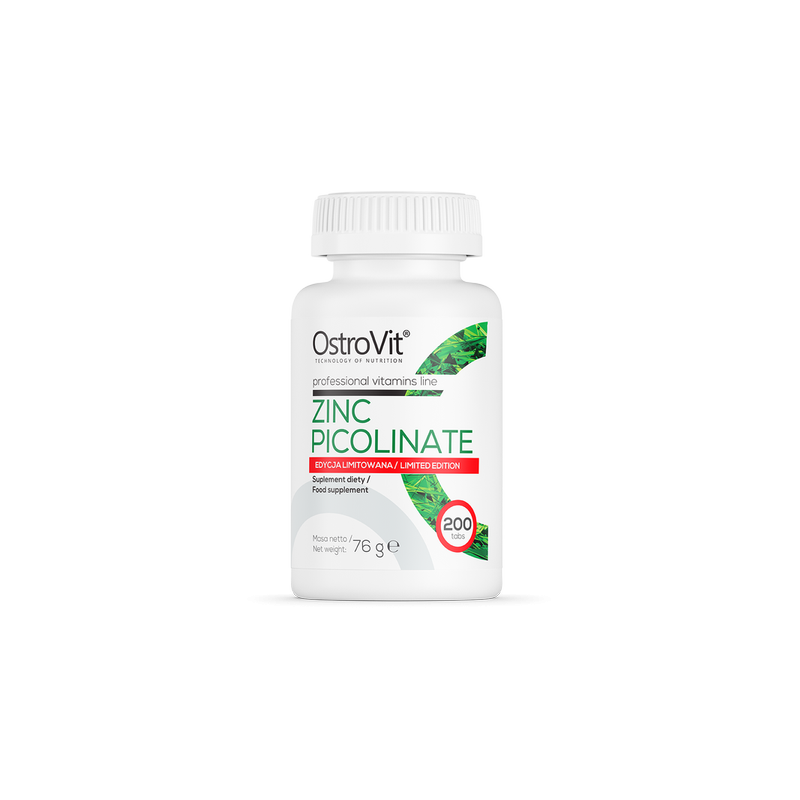 OstroVit®
TECHNOLOGY OF NUTRITION
professional vitamins line
ZINC
PICOLINATE
EDYCJA LIMITOWANA / LIMITED EDITION
Suplement diety /
Food supplement
200
tabs
Masa netto /
Net weight: 76 g ℮